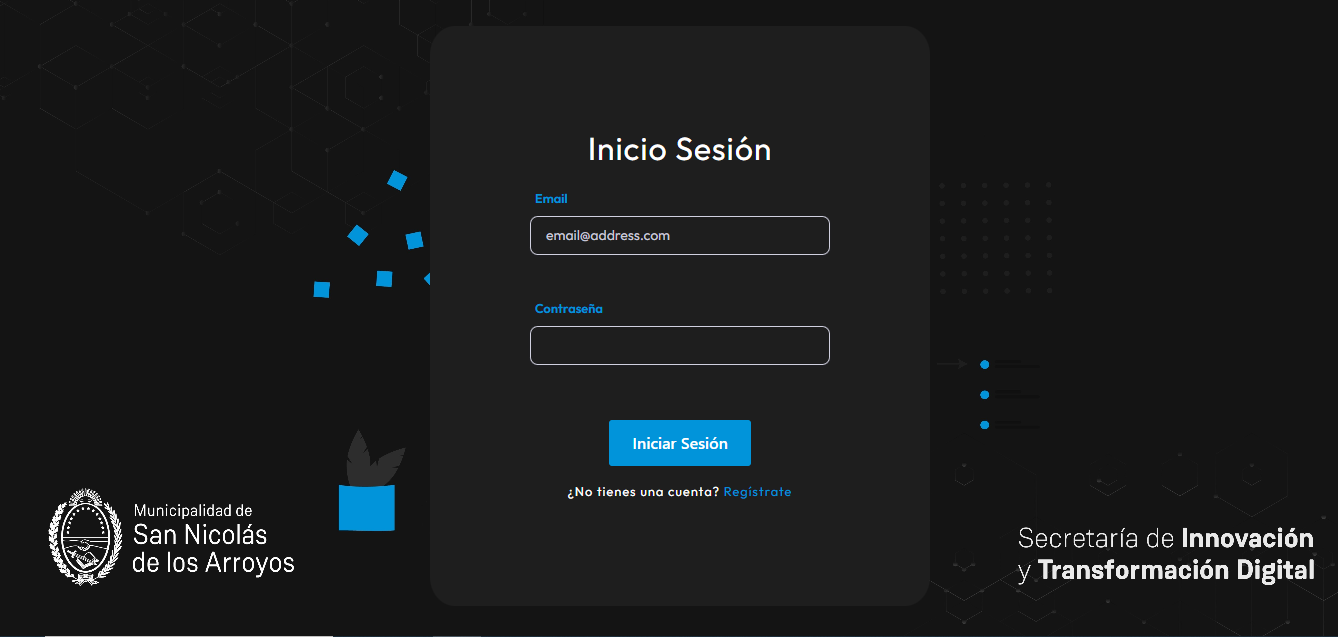 Inicio Sesión
Email
email@address.com
Contraseña
Iniciar Sesión
¿No tienes una cuenta? Regístrate
Municipalidad de
San Nicolás
de los Arroyos
Secretaría de Innovación
y Transformación Digital